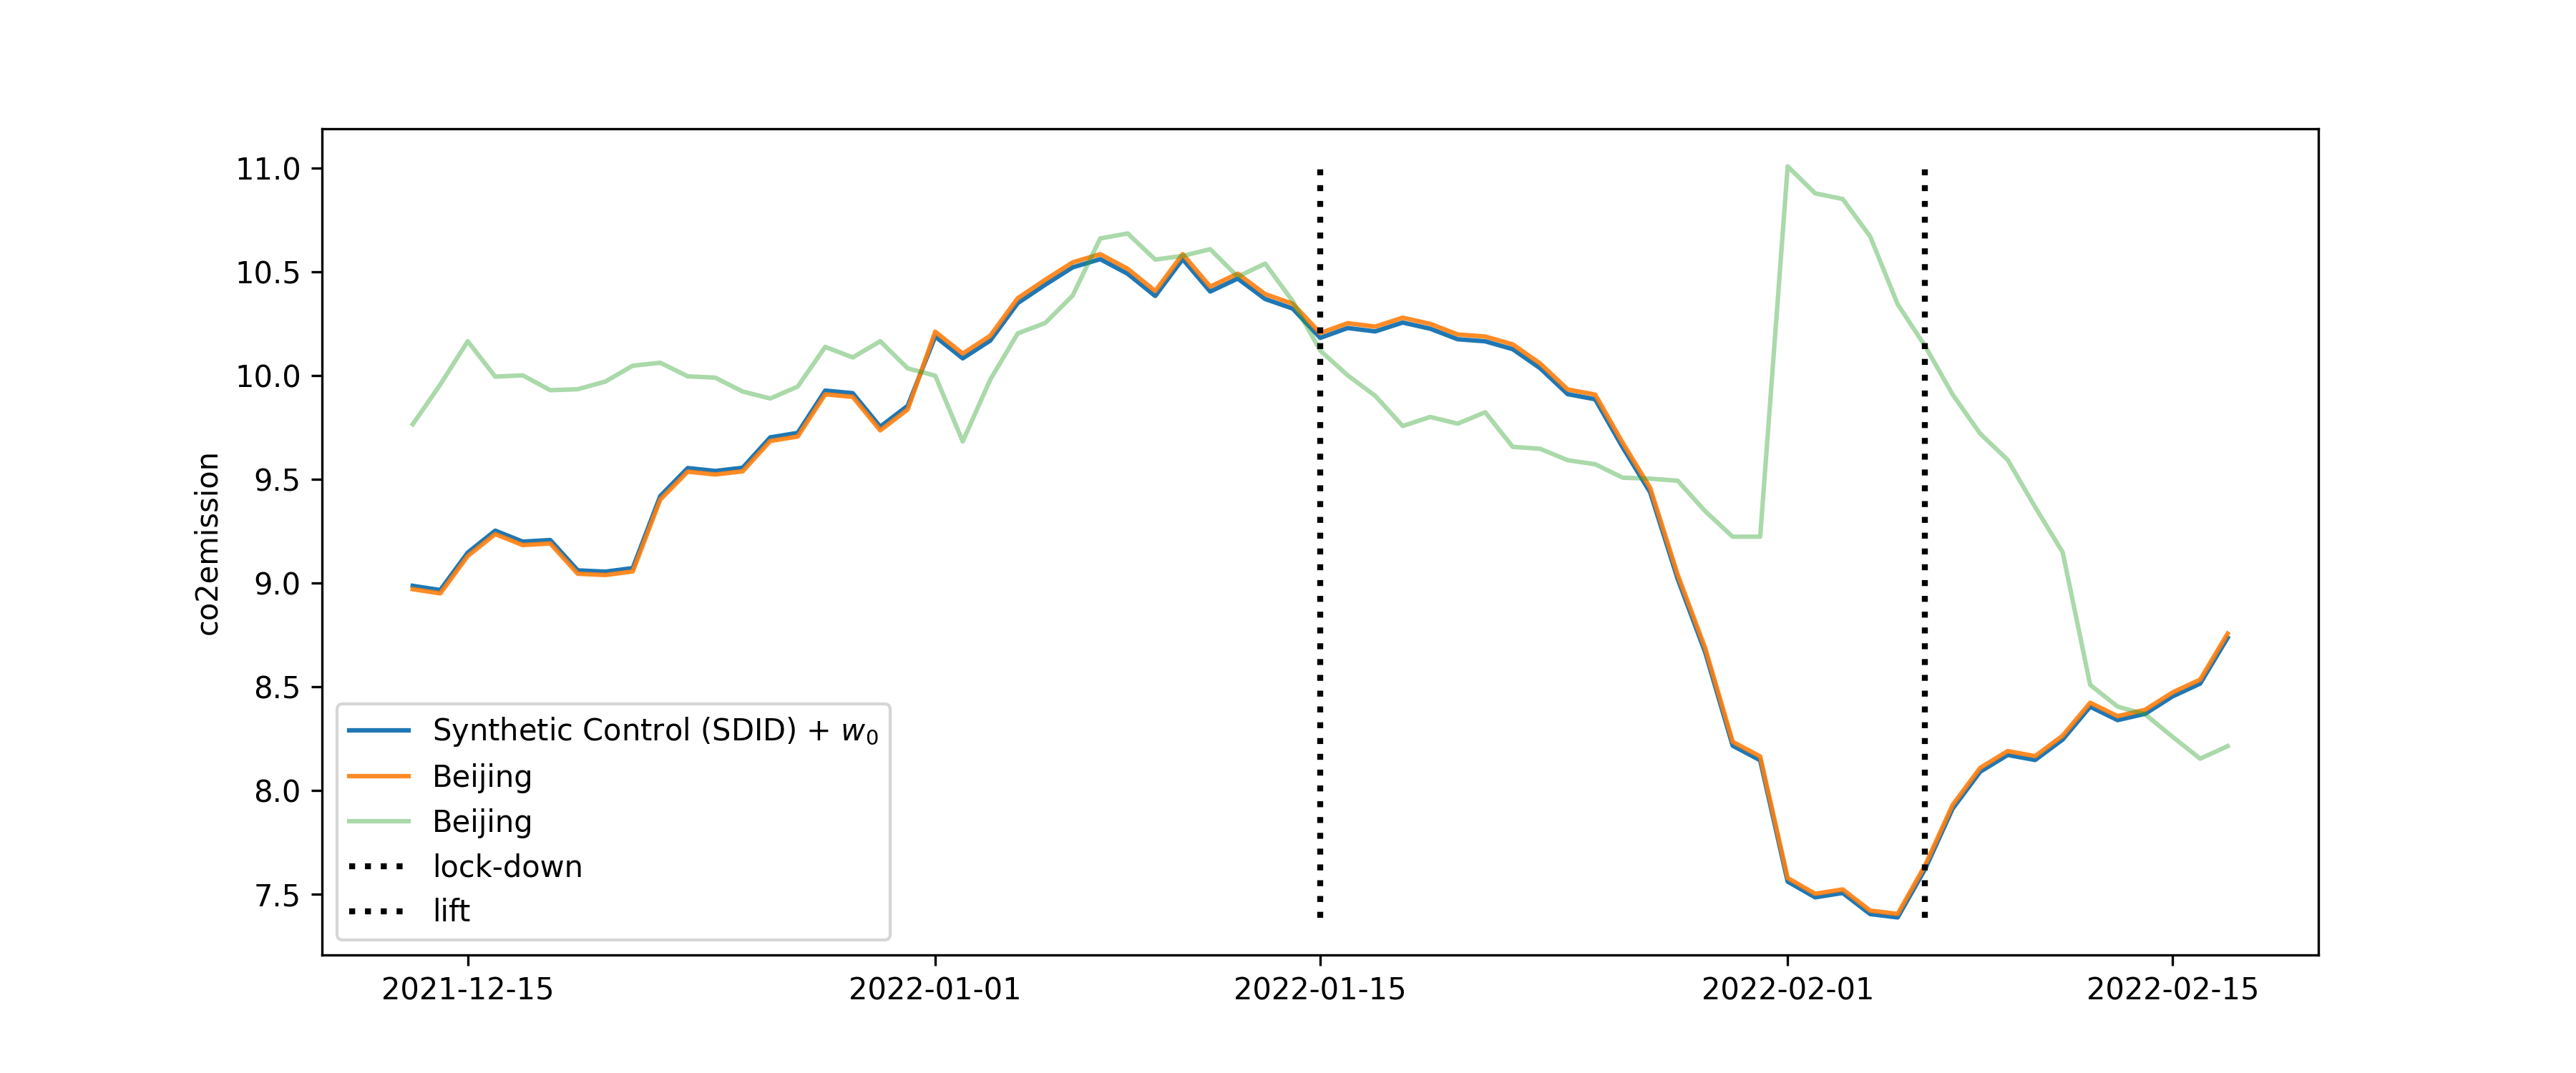 11.0
10.5
10.0
9.5
9.0
8.5
8.0
7.5
co2emission
Synthetic Control (SDID) + w₀
Beijing
Beijing
lock-down
lift
2021-12-15 2022-01-01 2022-01-15 2022-02-01 2022-02-15